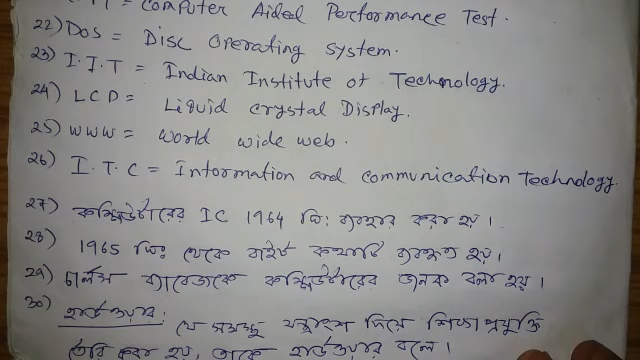 = Computer Aided Performance Test.
22) DOS = Disc Operating System.
23) I.I.T = Indian Institute of Technology.
24) LCD = Liquid Crystal Display.
25) WWW = World Wide Web.
26) I.T.C = Information and Communication Technology.
27) কম্পিউটারের IC 1964 খ্রিঃ ব্যবহার করা হয়।
28) 1965 খ্রিঃ থেকে বাইট কথাটি ব্যবহৃত হয়।
29) চার্লস ব্যাবেজকে কম্পিউটারের জনক বলা হয়।
30) হার্ডওয়্যার: যে সমস্ত যন্ত্রাংশ দিয়ে শিক্ষা প্রযুক্তি
তৈরি করা হয়, তাকে হার্ডওয়্যার বলে।